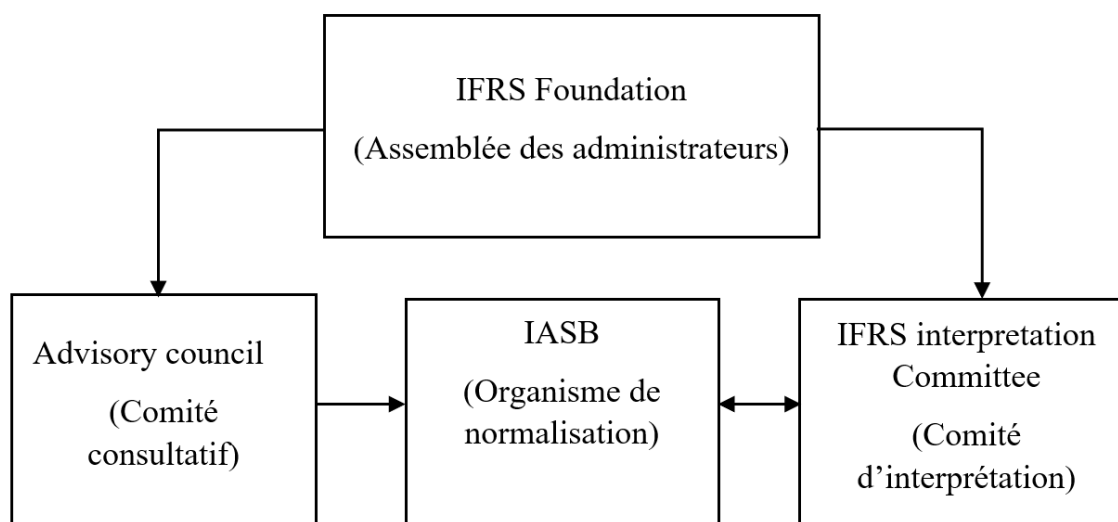 IFRS Foundation
(Assemblée des administrateurs)
Advisory council
(Comité
consultatif)
IASB
(Organisme de
normalisation)
IFRS interpretation
Committee
(Comité
d’interprétation)